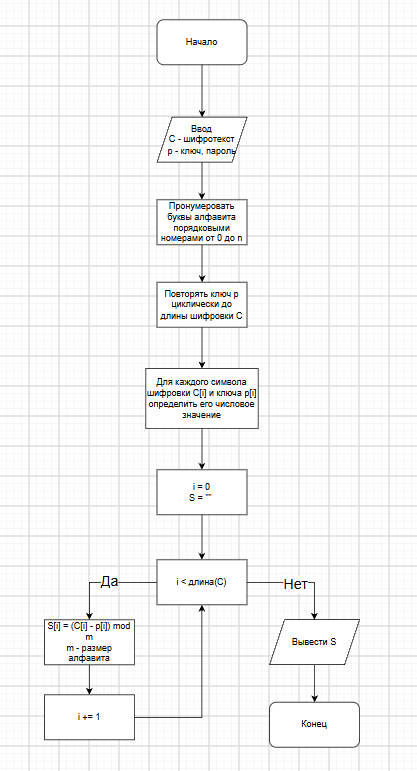 Начало
Ввод
С - шифротекст
р - ключ, пароль
Пронумеровать
буквы алфавита
порядковыми
номерами от 0 до n
Повторять ключ р
циклически до
длины шифровки С
Для каждого символа
шифровки C[i] и ключа p[i]
определить его числовое
значение
i = 0
S = ""
i < длина(С)
Да
Нет
S[i] = (C[i] - p[i]) mod
m
m - размер
алфавита
Вывести S
i += 1
Конец